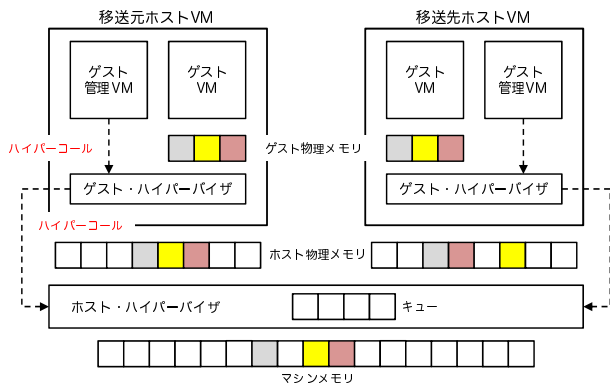 移送元ホストVM
移送先ホストVM
ゲスト
管理VM
ゲスト
VM
ゲスト
VM
ゲスト
管理VM
ハイパーコール
ゲスト物理メモリ
ゲスト・ハイパーバイザ
ゲスト・ハイパーバイザ
ハイパーコール
ホスト物理メモリ
ホスト・ハイパーバイザ
キュー
マシンメモリ